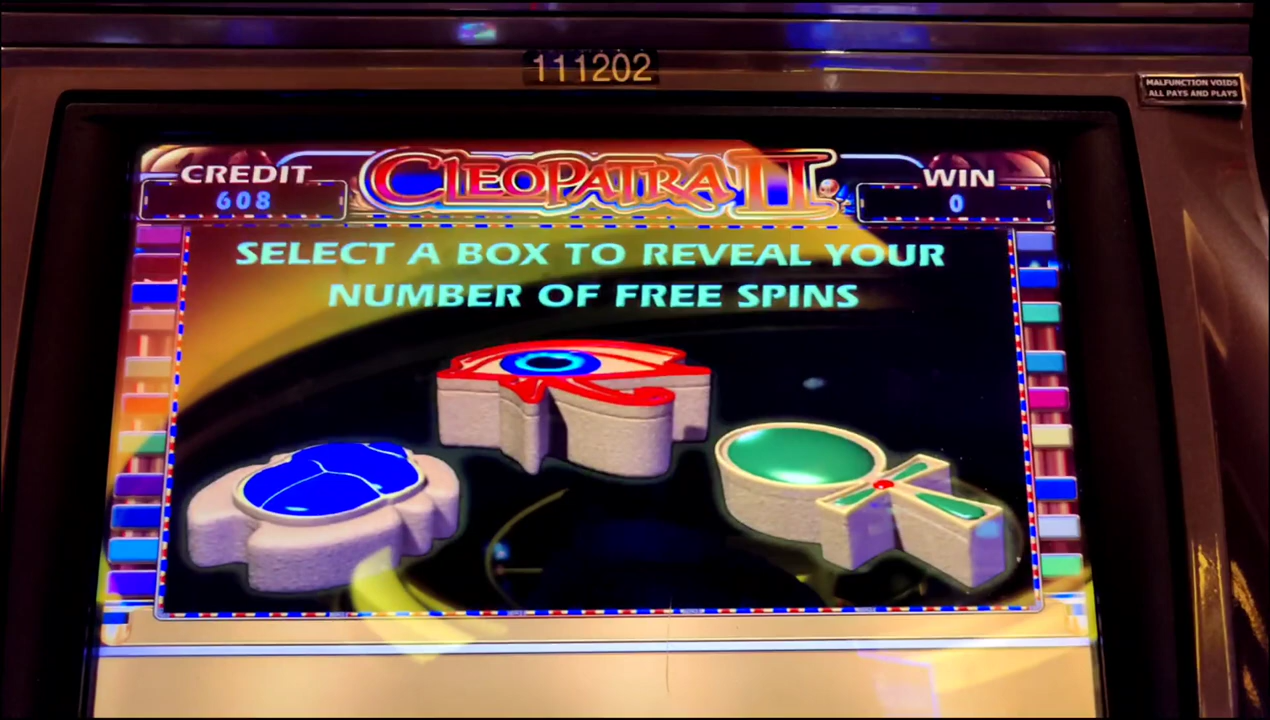 111202
MALFUNCTION VOIDS
ALL PAYS AND PLAYS
CREDIT
608
CLEOPATRA II
WIN
0
SELECT A BOX TO REVEAL YOUR
NUMBER OF FREE SPINS